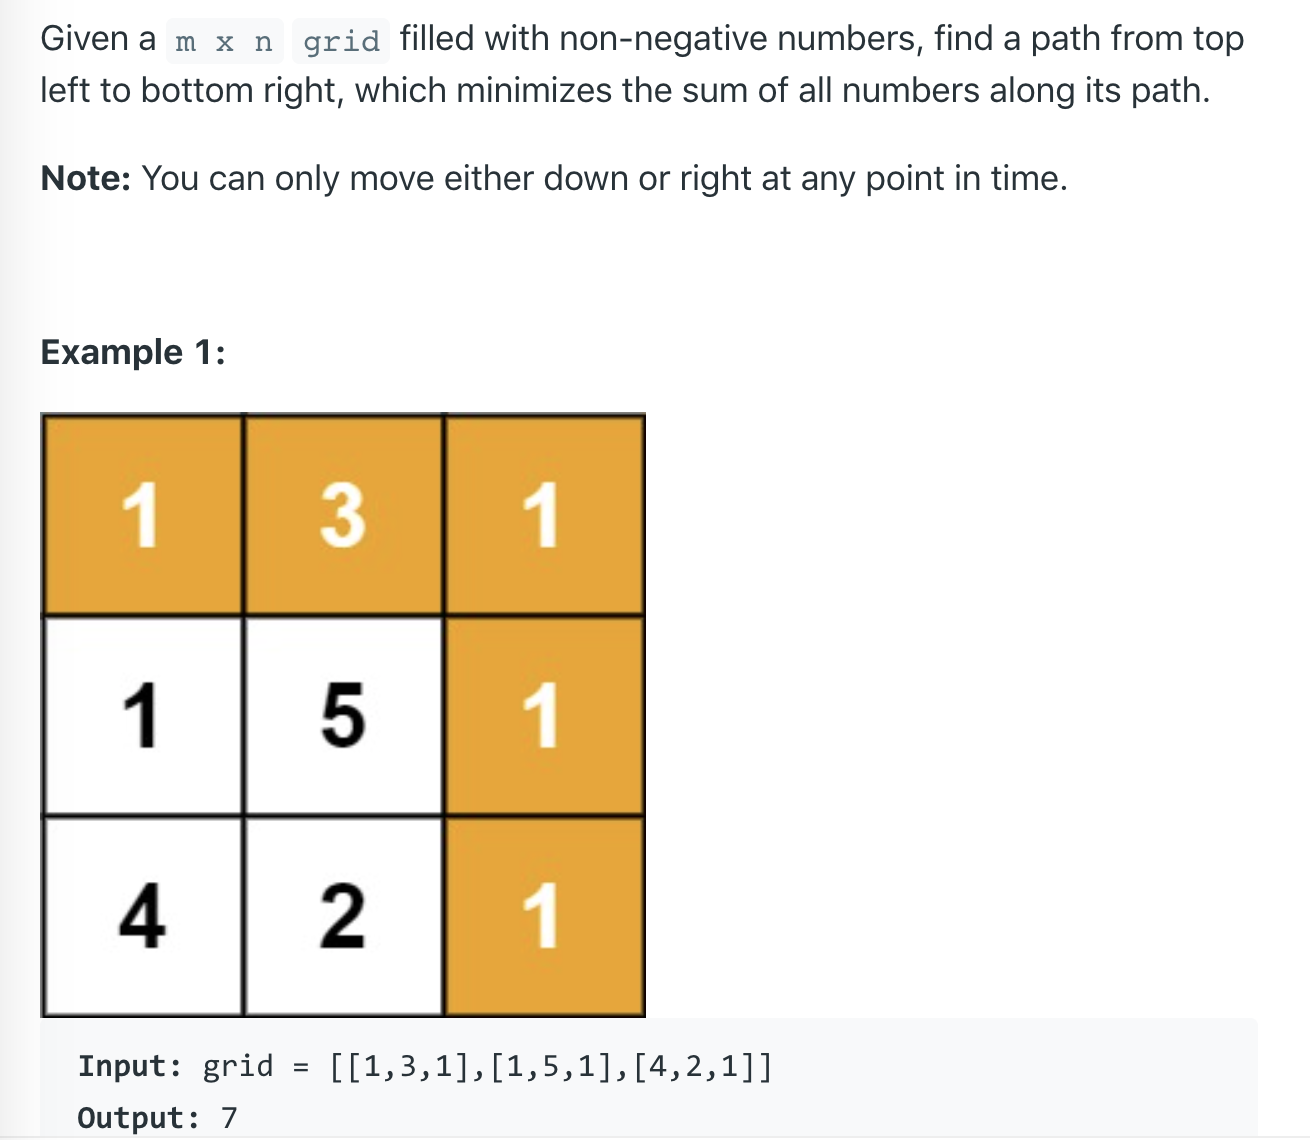 Given a m x n grid filled with non-negative numbers, find a path from top
left to bottom right, which minimizes the sum of all numbers along its path.
Note: You can only move either down or right at any point in time.
Example 1:
1 3 1
1 5 1
4 2 1
Input: grid = [[1,3,1],[1,5,1],[4,2,1]]
Output: 7